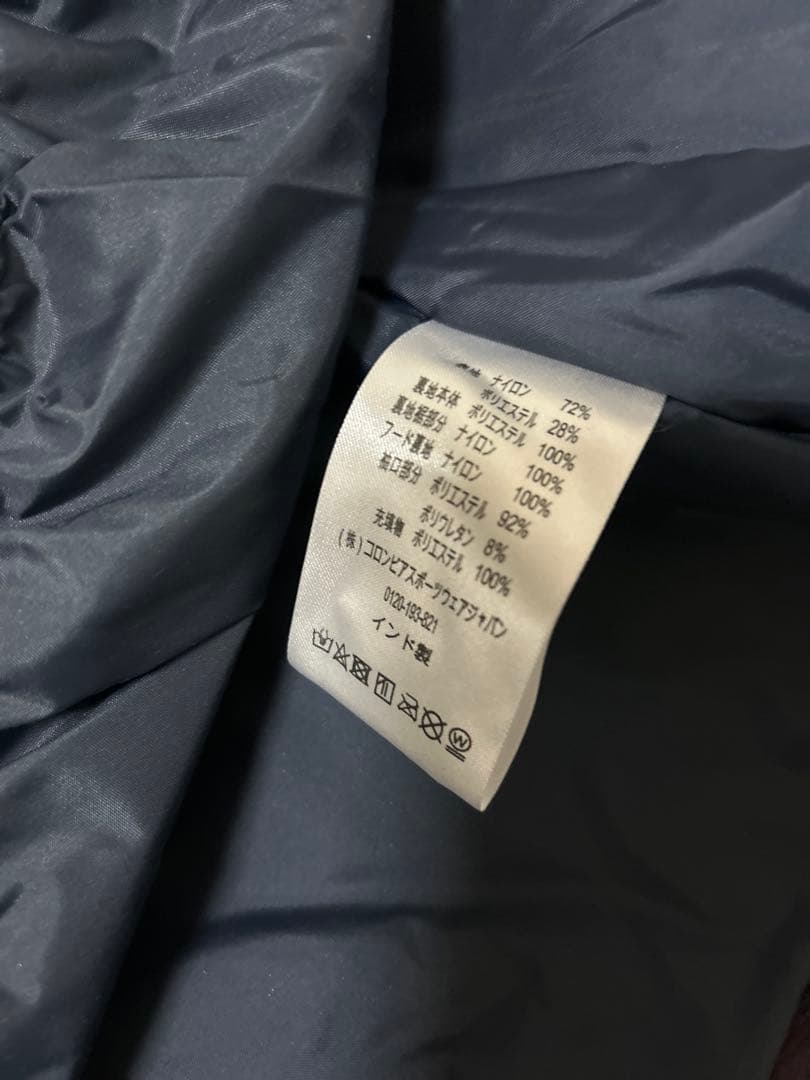 ナイロン 72%
ポリエステル 28%
裏地本体 ポリエステル 100%
裏地裾部分 ナイロン 100%
フード裏地 ナイロン 100%
袖口部分 ポリエステル 92%
ポリウレタン 8%
充填物 ポリエステル 100%
(株)コロンビアスポーツウェアジャパン
0120-193-821
インド製
W